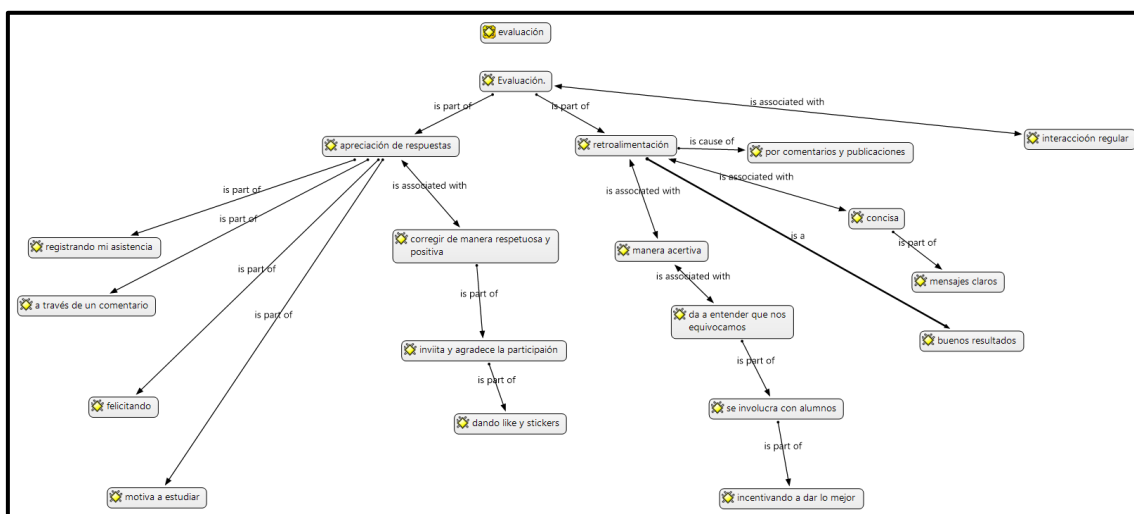 evaluación
Evaluación.
is part of
is part of
is associated with
apreciación de respuestas
retroalimentación
is cause of
por comentarios y publicaciones
interaccioón regular
is part of
is part of
is associated with
is associated with
is associated with
registrando mi asistencia
a través de un comentario
corregir de manera respetuosa y
positiva
manera acertiva
is a
concisa
is part of
mensajes claros
is part of
is part of
is part of
is associated with
da a entender que nos
equivocamos
buenos resultados
inviita y agradece la participaión
is part of
is part of
felicitando
dando like y stickers
se involucra con alumnos
is part of
motiva a estudiar
incentivando a dar lo mejor